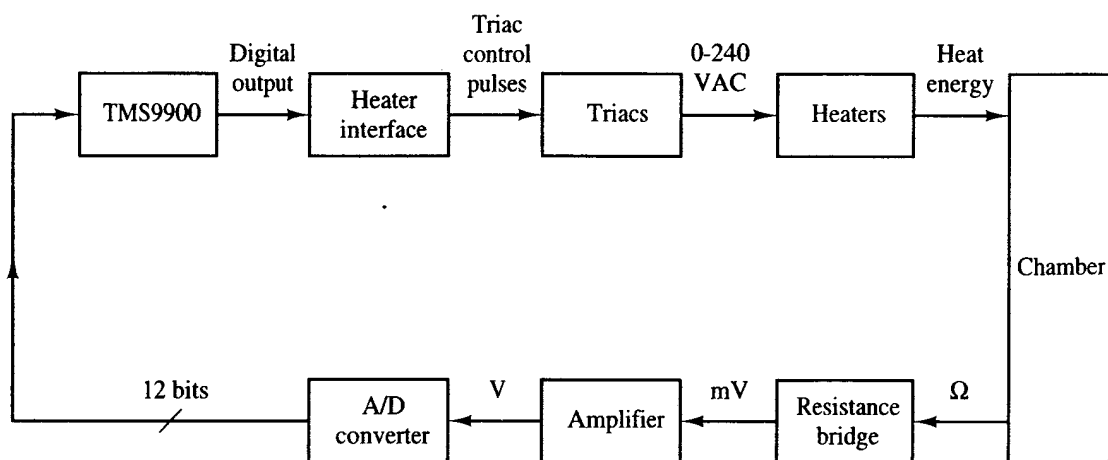 Digital
output
Triac
control
pulses
0-240
VAC
Heat
energy
TMS9900
Heater
interface
Triacs
Heaters
Chamber
12 bits
A/D
converter
V
Amplifier
mV
Resistance
bridge
Ω